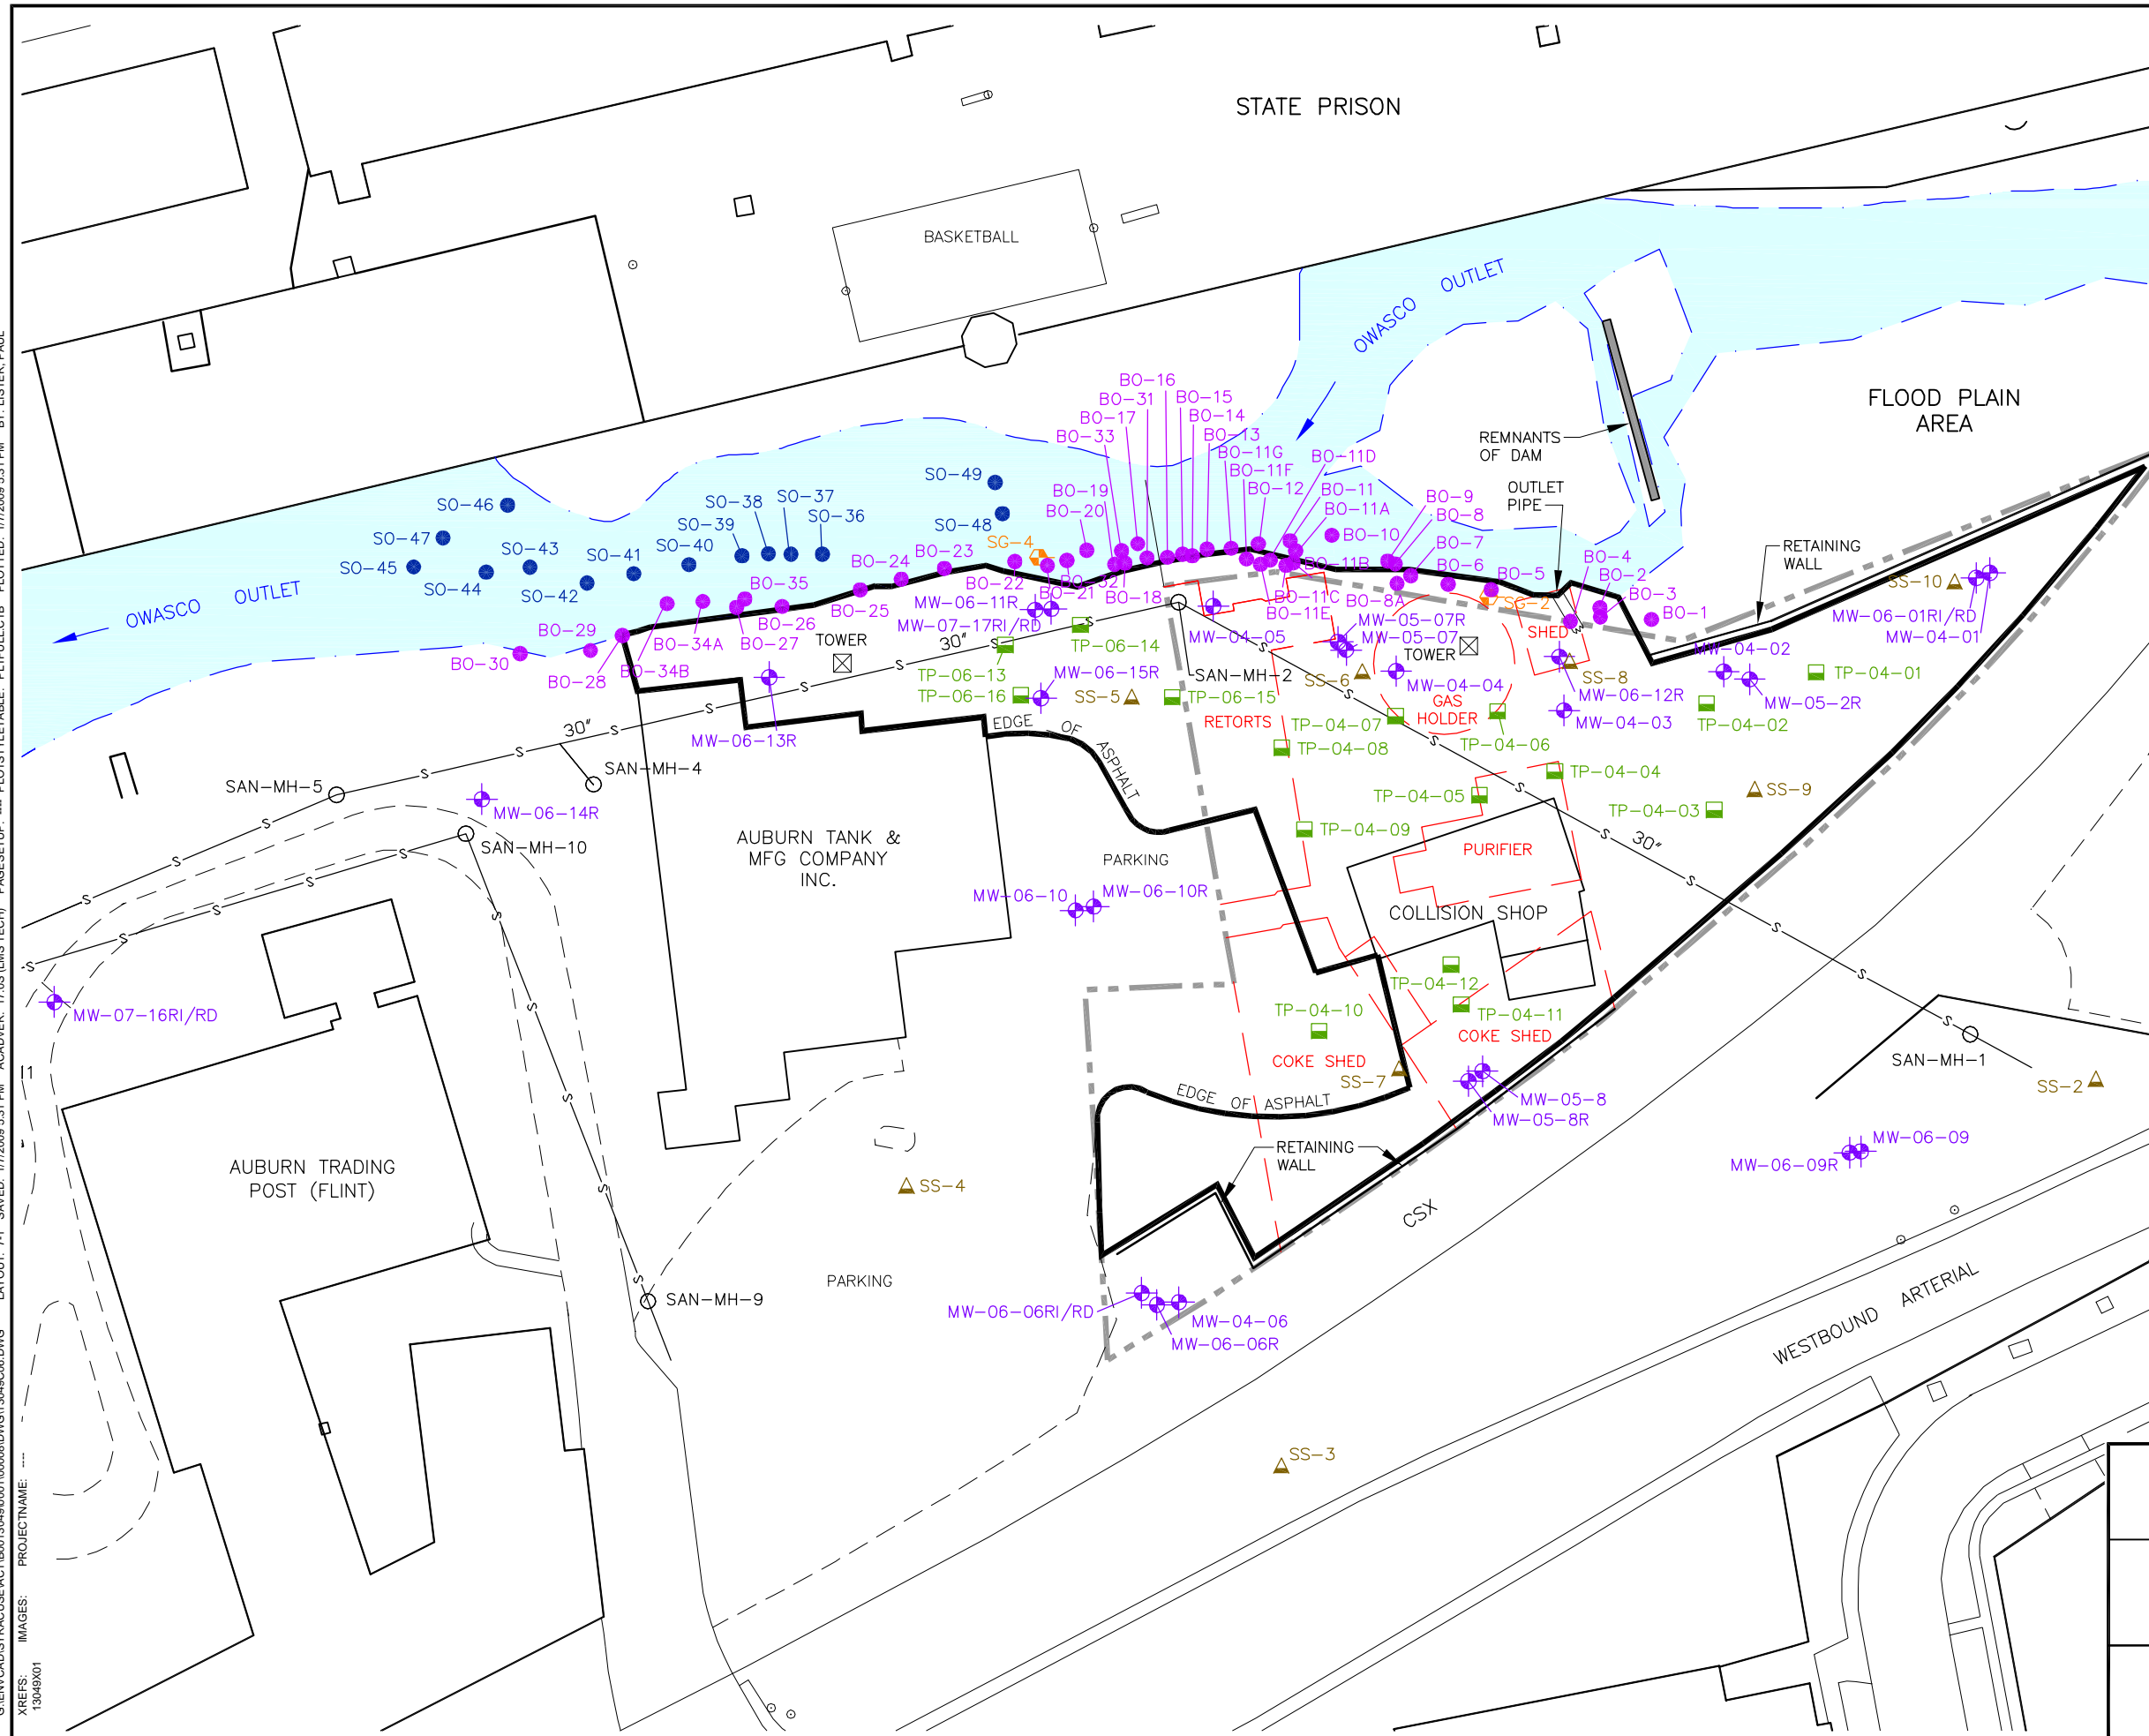 STATE PRISON
BASKETBALL
OWASCO OUTLET
FLOOD PLAIN
AREA
REMNANTS
OF DAM
OUTLET
PIPE
RETAINING
WALL
BO-16
BO-31
BO-15
BO-17
BO-14
BO-33
BO-13
BO-11G
BO-11D
BO-11F
BO-12
BO-11
BO-11A
BO-19
BO-20
BO-10
BO-9
BO-8
BO-7
BO-6
BO-5
BO-4
BO-2
BO-3
BO-1
SO-49
SO-48
SO-46
SO-47
SO-45
SO-44
SO-43
SO-42
SO-41
SO-40
SO-39
SO-38
SO-37
SO-36
SG-4
BO-24
BO-23
BO-22
BO-21
BO-32
BO-18
BO-11B
BO-11C
BO-11E
BO-8A
SG-2
SS-10
MW-06-01RI/RD
MW-04-01
OWASCO OUTLET
BO-35
BO-25
BO-26
BO-27
BO-34A
BO-34B
BO-29
BO-28
BO-30
TOWER
MW-06-11R
MW-07-17RI/RD
30"
TP-06-14
TP-06-13
TP-06-16
MW-06-15R
SS-5
TP-06-15
SAN-MH-2
MW-04-05
MW-05-07R
MW-05-07
TOWER
SHED
W
SS-6
MW-04-04
SS-8
MW-06-12R
MW-04-03
MW-04-02
MW-05-2R
TP-04-01
TP-04-02
GAS
HOLDER
RETORTS
TP-04-07
TP-04-06
TP-04-08
TP-04-04
TP-04-05
TP-04-03
SS-9
TP-04-09
30"
MW-06-13R
30"
EDGE OF ASPHALT
SAN-MH-5
SAN-MH-4
MW-06-14R
SAN-MH-10
AUBURN TANK &
MFG COMPANY
INC.
PARKING
PURIFIER
COLLISION SHOP
MW-06-10
MW-06-10R
TP-04-12
TP-04-11
TP-04-10
COKE SHED
COKE SHED
SS-7
MW-05-8
MW-05-8R
MW-07-16RI/RD
SAN-MH-1
SS-2
MW-06-09
MW-06-09R
EDGE OF ASPHALT
RETAINING
WALL
CSX
AUBURN TRADING
POST (FLINT)
SS-4
PARKING
SAN-MH-9
MW-06-06RI/RD
MW-04-06
MW-06-06R
WESTBOUND ARTERIAL
SS-3
XREFS: IMAGES: PROJECTNAME: ----
13049X01